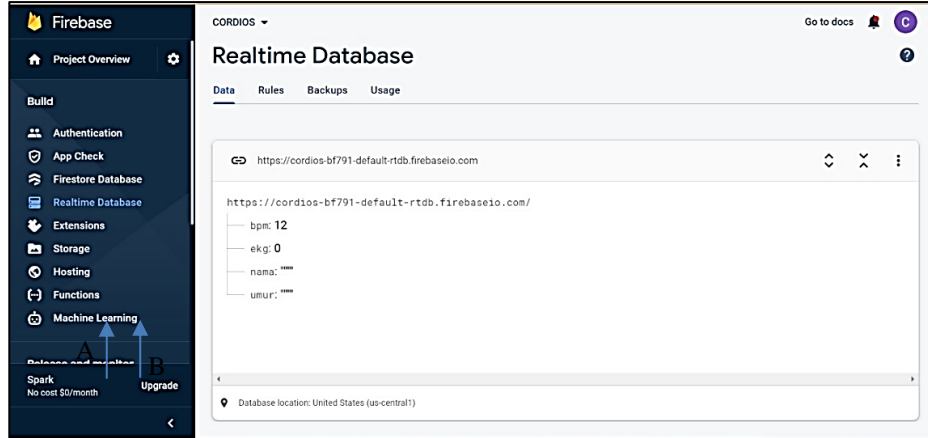 Firebase
CORDIOS
Go to docs
C
Project Overview
Realtime Database
?
Data Rules Backups Usage
Build
Authentication
App Check
Firestore Database
Realtime Database
Extensions
Storage
Hosting
Functions
Machine Learning
https://cordios-bf791-default-rtdb.firebaseio.com
https://cordios-bf791-default-rtdb.firebaseio.com/
bpm: 12
ekg: 0
nama: """"
umur: """"
A
B
Release and monitor
Spark
No cost $0/month
Upgrade
Database location: United States (us-central1)